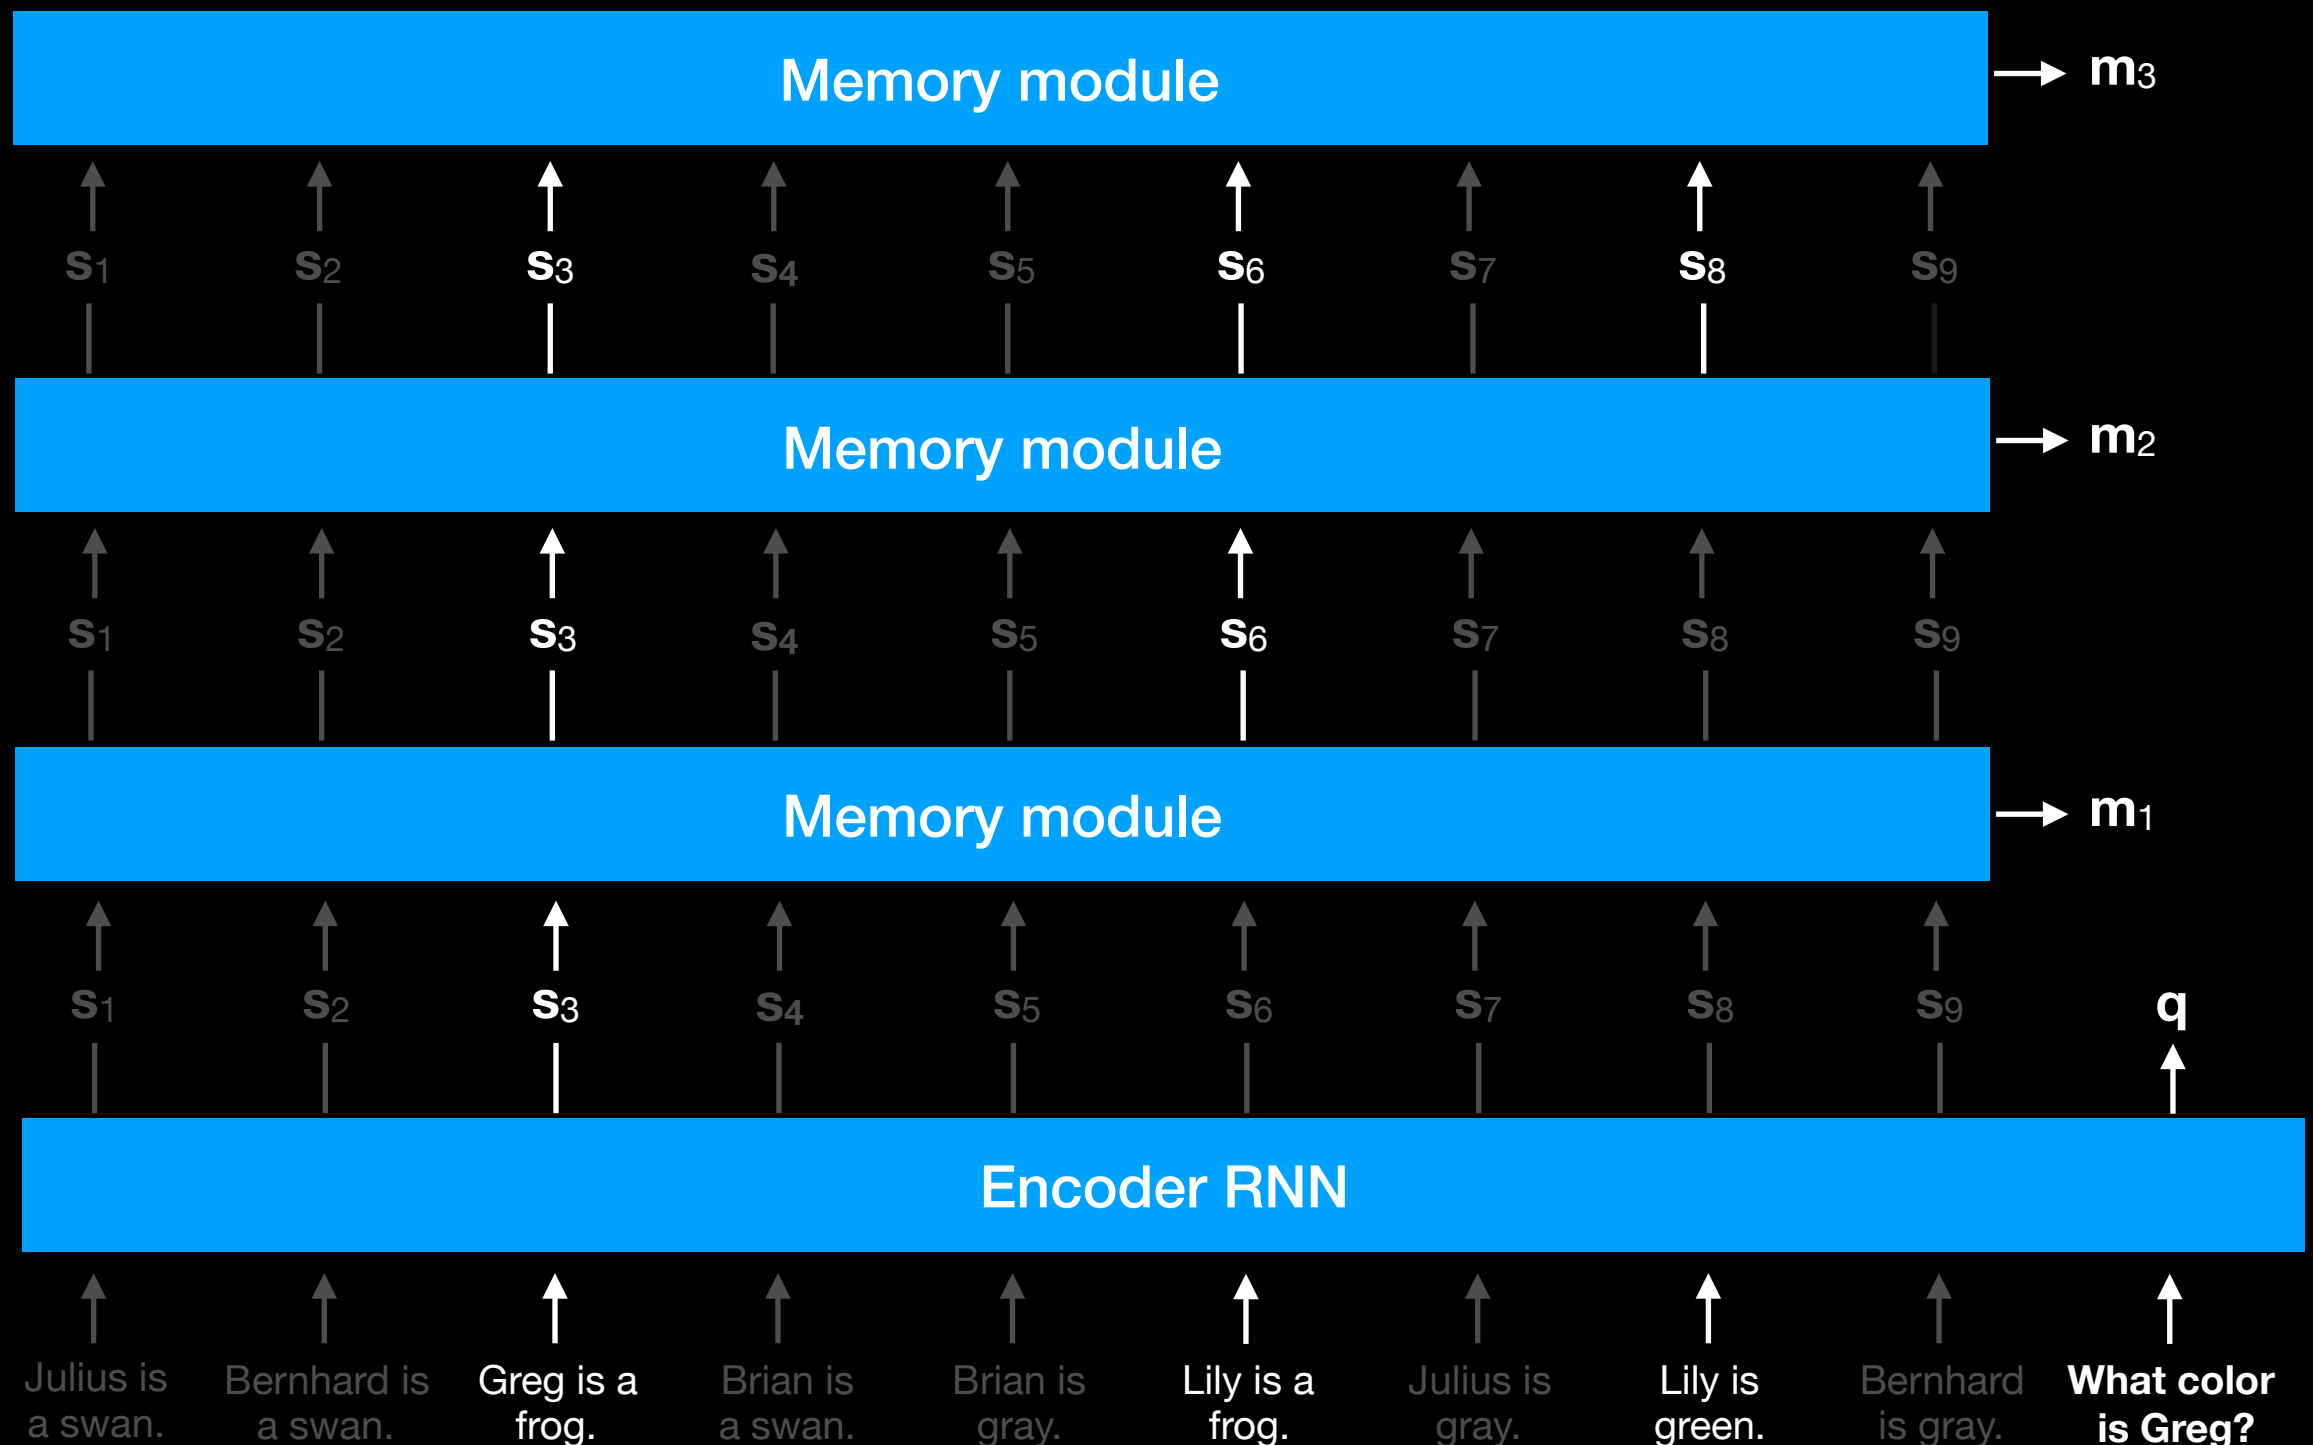 Memory module
m3
s1 s2 s3 s4 s5 s6 s7 s8 s9
Memory module
m2
s1 s2 s3 s4 s5 s6 s7 s8 s9
Memory module
m1
s1 s2 s3 s4 s5 s6 s7 s8 s9 q
Encoder RNN
Julius is
a swan.
Bernhard is
a swan.
Greg is a
frog.
Brian is
a swan.
Brian is
gray.
Lily is a
frog.
Julius is
gray.
Lily is
green.
Bernhard
is gray.
What color
is Greg?